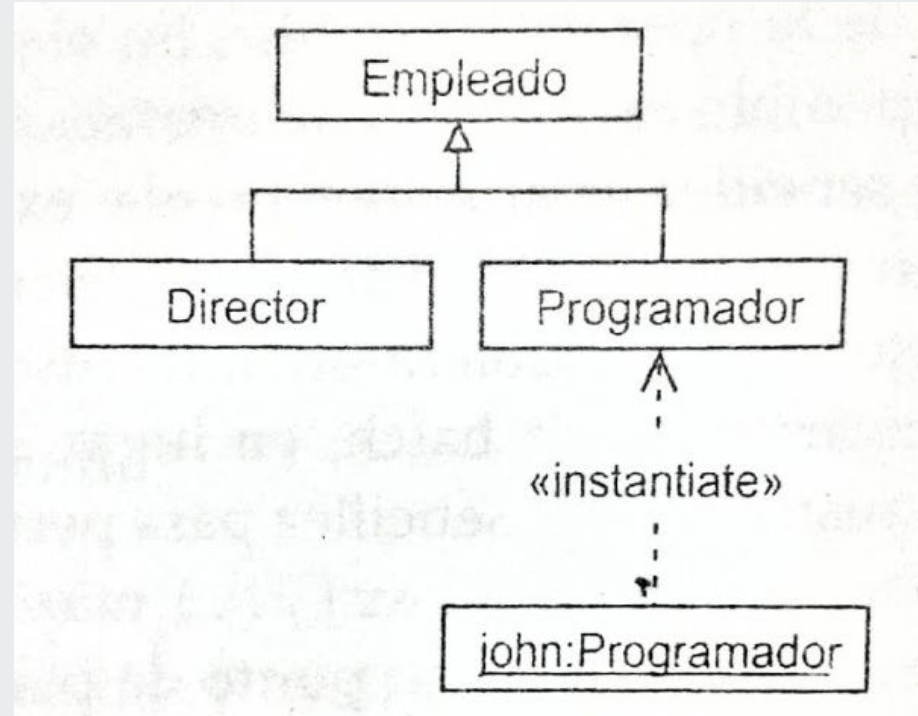 Empleado
Director
Programador
«instantiate»
john:Programador